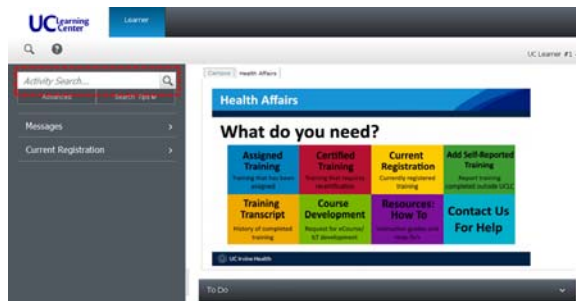 UC Learning Center
Learner
UC Learner #1
Activity Search...
Advanced
Search Tips
Messages
Current Registration
Campus
Health Affairs
Health Affairs
What do you need?
Assigned Training
Training that has been assigned
Certified Training
Training that requires recertification
Current Registration
Currently registered training
Add Self-Reported Training
Report training completed outside UCLC
Training Transcript
History of completed training
Course Development
Request for eCourse/ILT development
Resources: How To
Instructional guides and
Contact Us For Help
UC Irvine Health
To Do